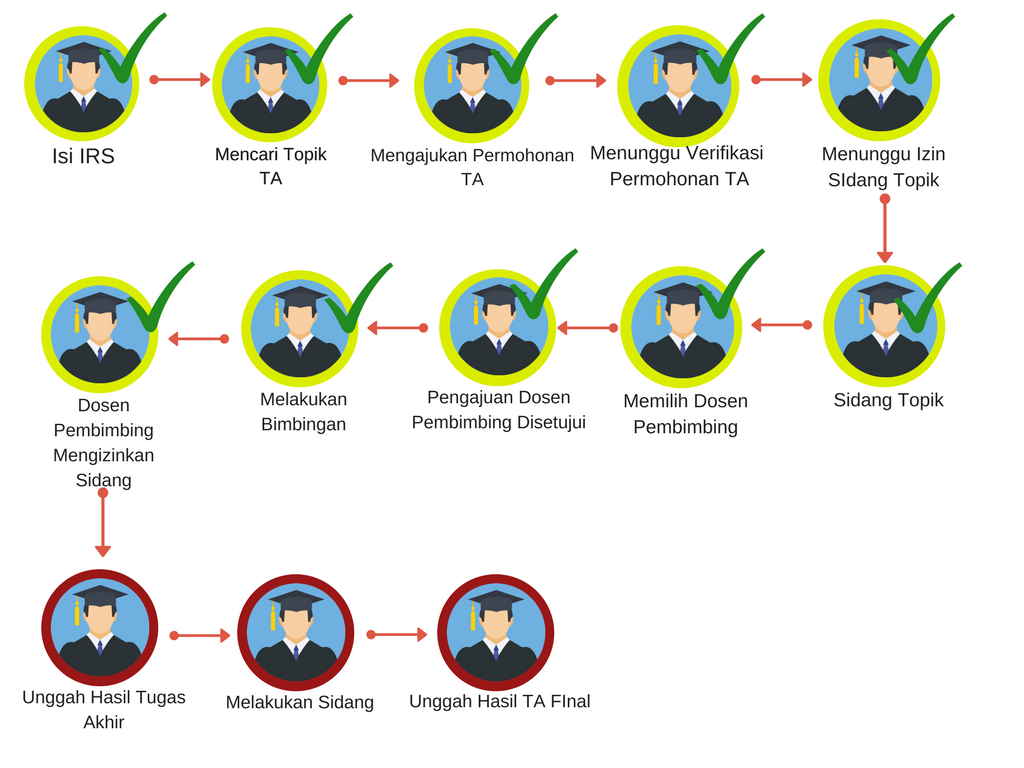 Isi IRS
Mencari Topik
TA
Mengajukan Permohonan
TA
Menunggu Verifikasi
Permohonan TA
Menunggu Izin
SIdang Topik
Sidang Topik
Memilih Dosen
Pembimbing
Pengajuan Dosen
Pembimbing Disetujui
Melakukan
Bimbingan
Dosen
Pembimbing
Mengizinkan
Sidang
Unggah Hasil Tugas
Akhir
Melakukan Sidang
Unggah Hasil TA FInal